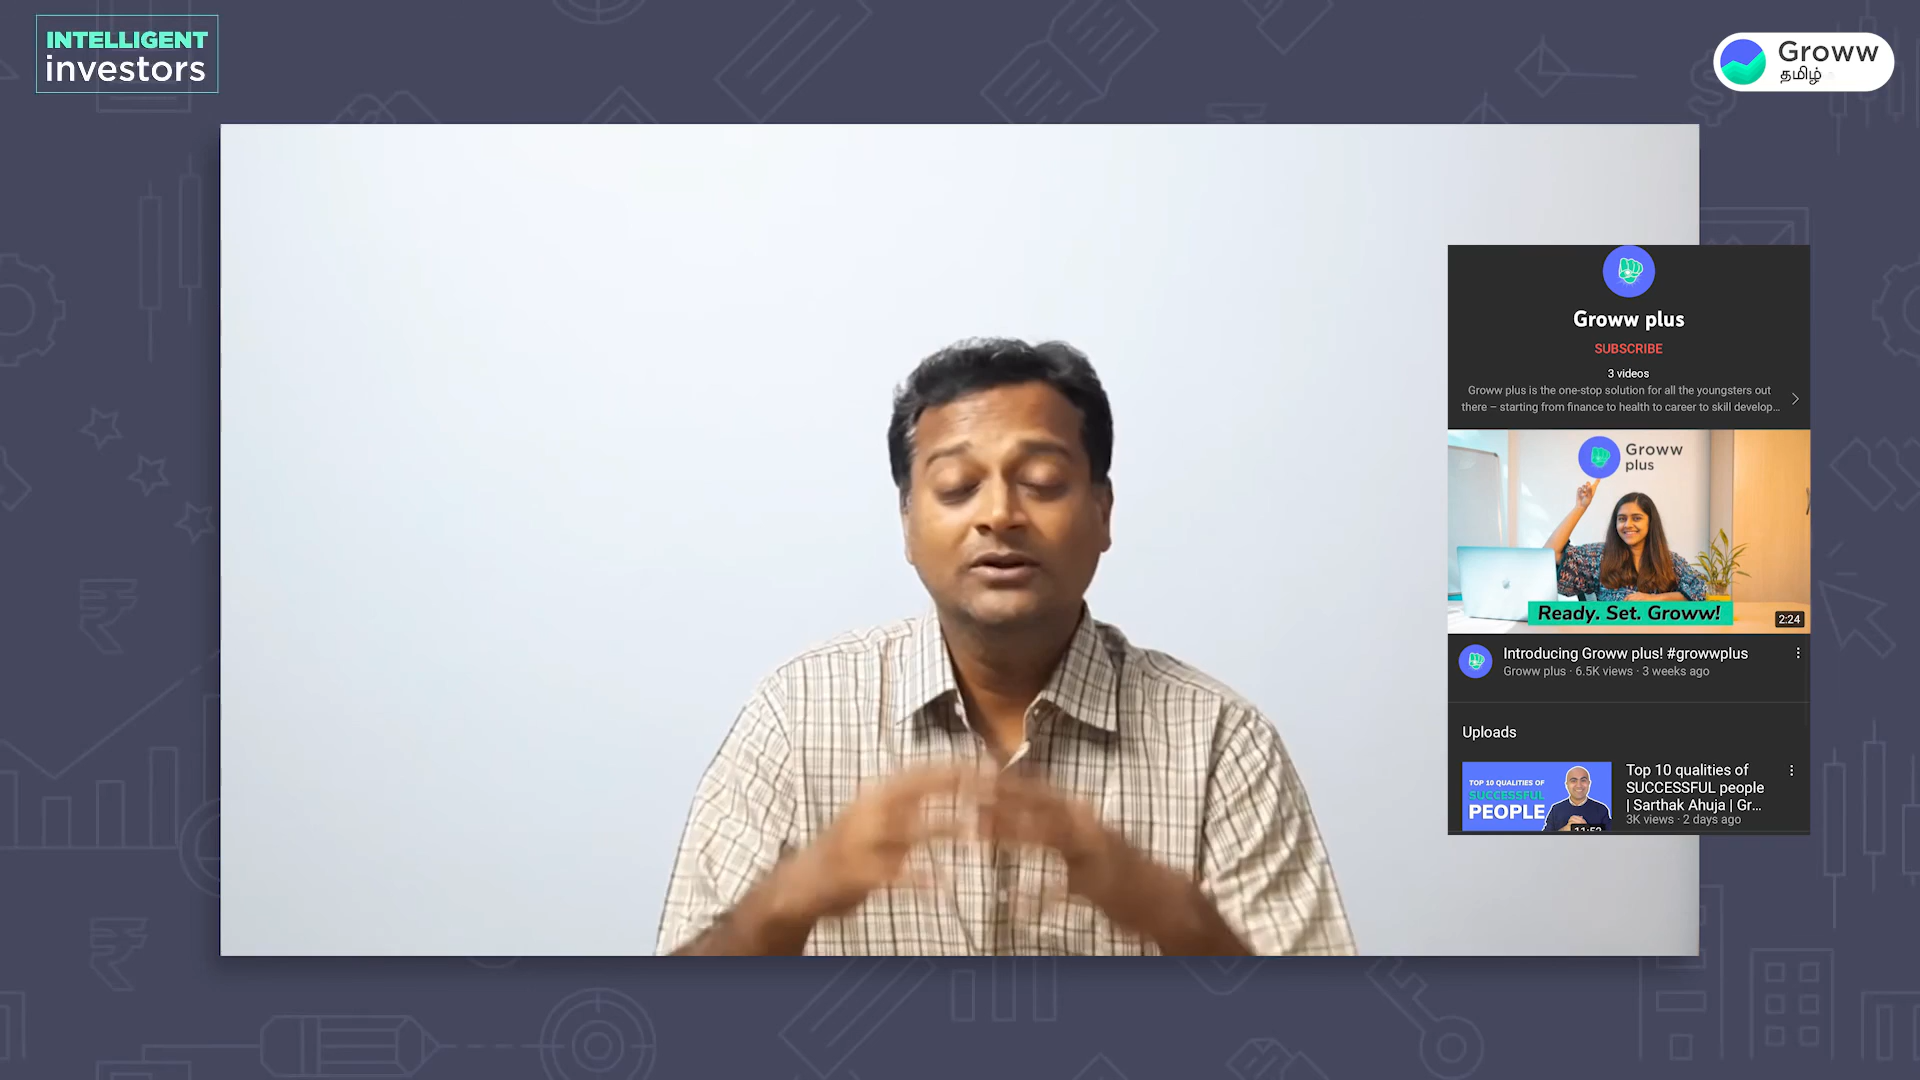 INTELLIGENT
investors
Groww
தமிழ்
Groww plus
SUBSCRIBE
3 videos
Groww plus is the one-stop solution for all the youngsters out
there – starting from finance to health to career to skill develop...
Groww
plus
Ready. Set. Groww!
2:24
Introducing Groww plus! #growwplus
Groww plus · 6.5K views · 3 weeks ago
Uploads
TOP 10 QUALITIES OF
SUCCESSFUL
PEOPLE
11:52
Top 10 qualities of
SUCCESSFUL people
| Sarthak Ahuja | Gr...
3K views · 2 days ago